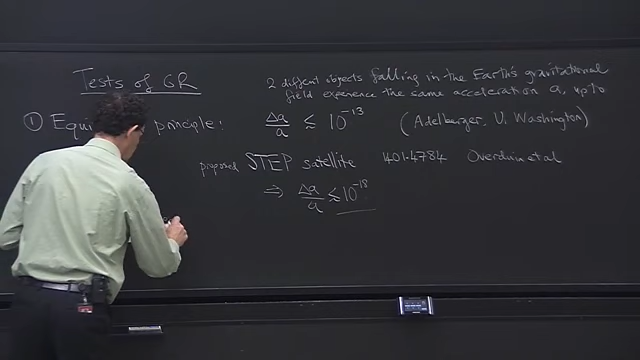 Tests of GR
2 diffent objects falling in the Earth's gravitational
field experience the same acceleration a, up to
① Equi principle: Δa/a ≲ 10⁻¹³ (Adelberger, U. Washington)
proposed STEP satellite 1401.4784 Overduin et al
⇒ Δa/a ≲ 10⁻¹⁸